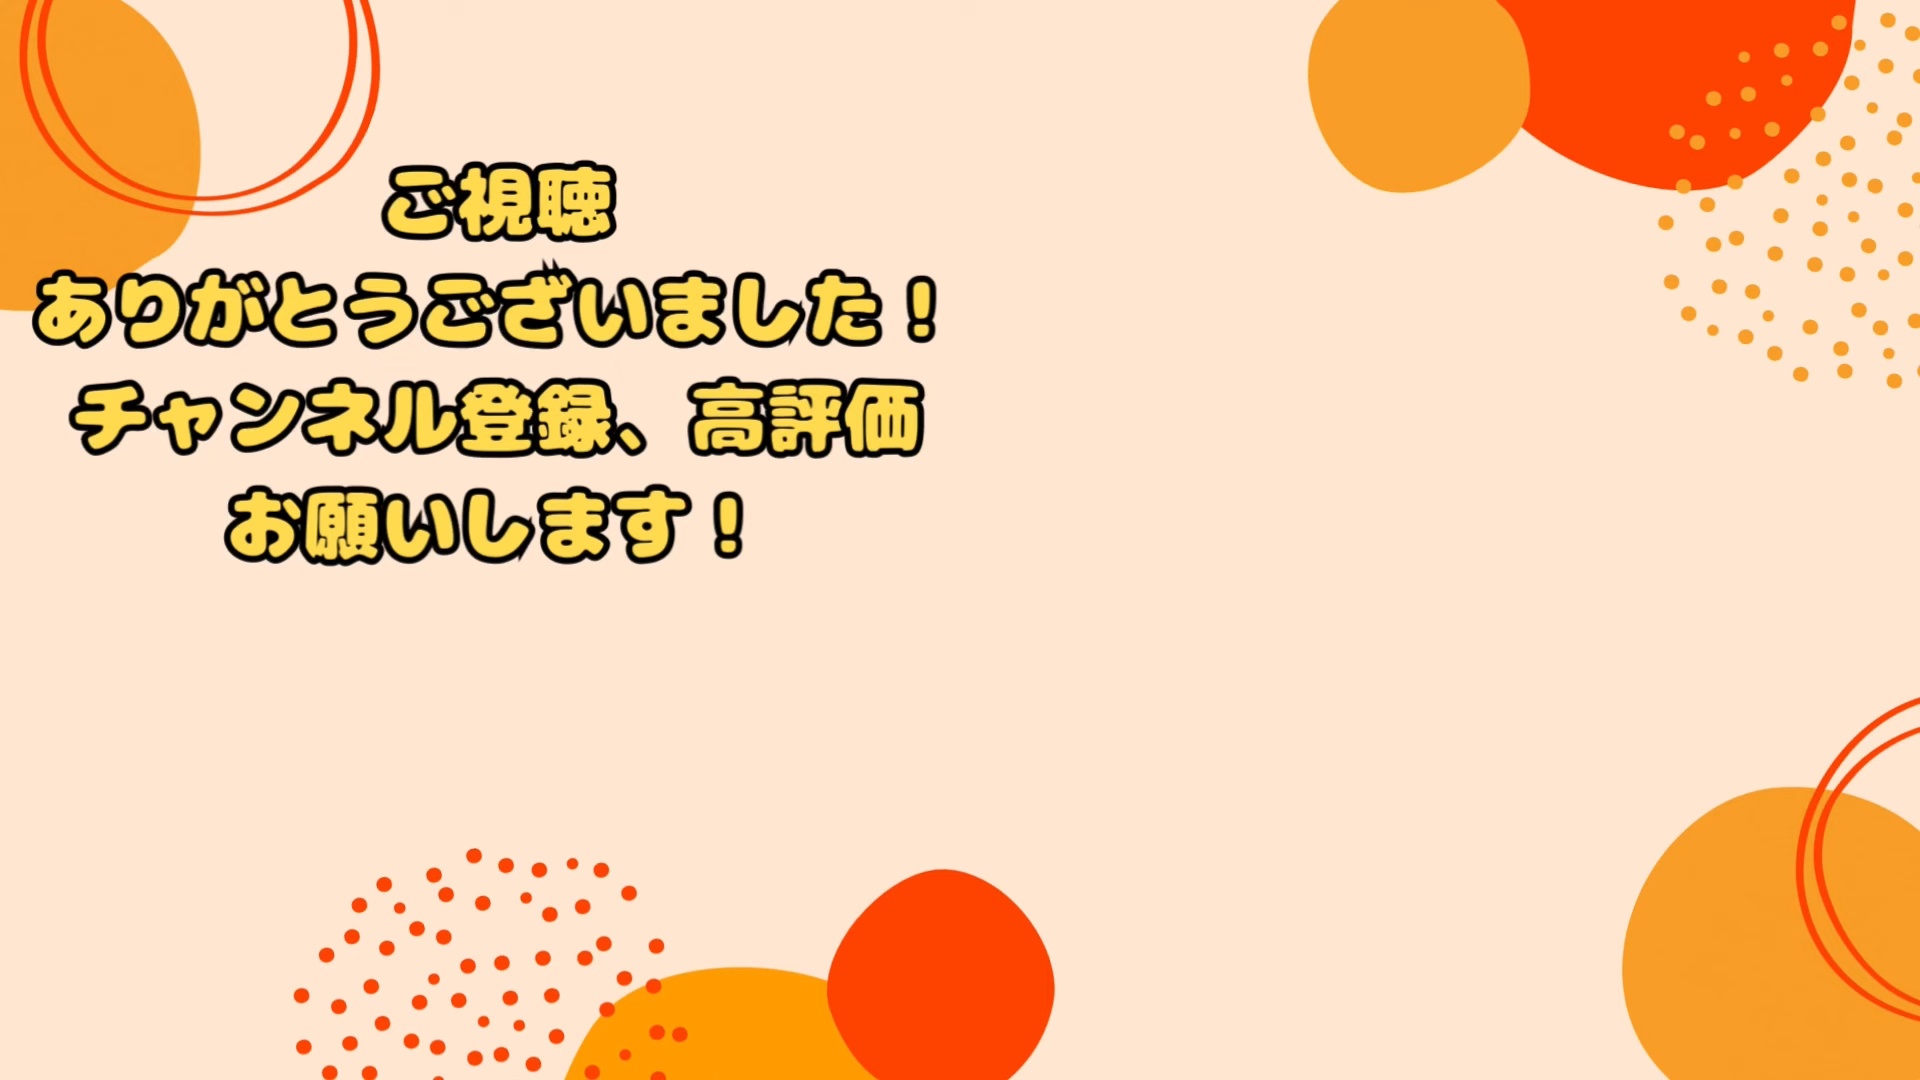 ご視聴
ありがとうございました！
チャンネル登録、高評価
お願いします！